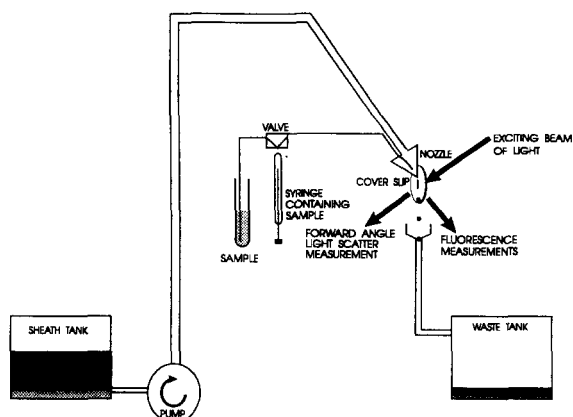 VALVE
NOZZLE
EXCITING BEAM
OF LIGHT
COVER SLIP
SYRINGE
CONTAINING
SAMPLE
SAMPLE
FORWARD ANGLE
LIGHT SCATTER
MEASUREMENT
FLUORESCENCE
MEASUREMENTS
SHEATH TANK
WASTE TANK
PUMP